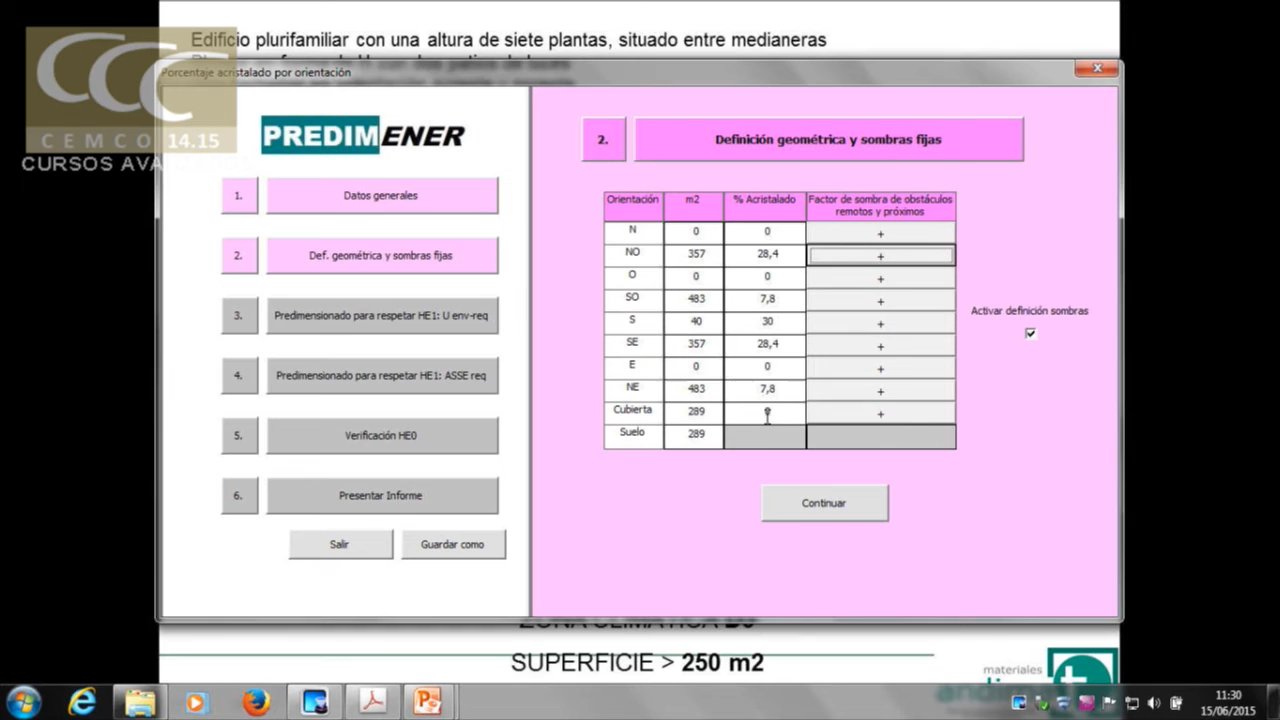 Edificio plurifamiliar con una altura de siete plantas, situado entre medianeras
Porcentaje acristalado por orientación
CCC
CEMCO 14.15
CURSOS AVA
PREDIMENER
1. Datos generales
2. Def. geométrica y sombras fijas
3. Predimensionado para respetar HE1: U env-req
4. Predimensionado para respetar HE1: ASSE req
5. Verificación HE0
6. Presentar Informe
Salir Guardar como
2. Definición geométrica y sombras fijas
Orientación m2 % Acristalado Factor de sombra de obstáculos remotos y próximos
N 0 0 +
NO 357 28,4 +
O 0 0 +
SO 483 7,8 +
S 40 30 +
SE 357 28,4 +
E 0 0 +
NE 483 7,8 +
Cubierta 289 +
Suelo 289
Activar definición sombras
Continuar
SUPERFICIE > 250 m2
materiales
11:30
15/06/2015